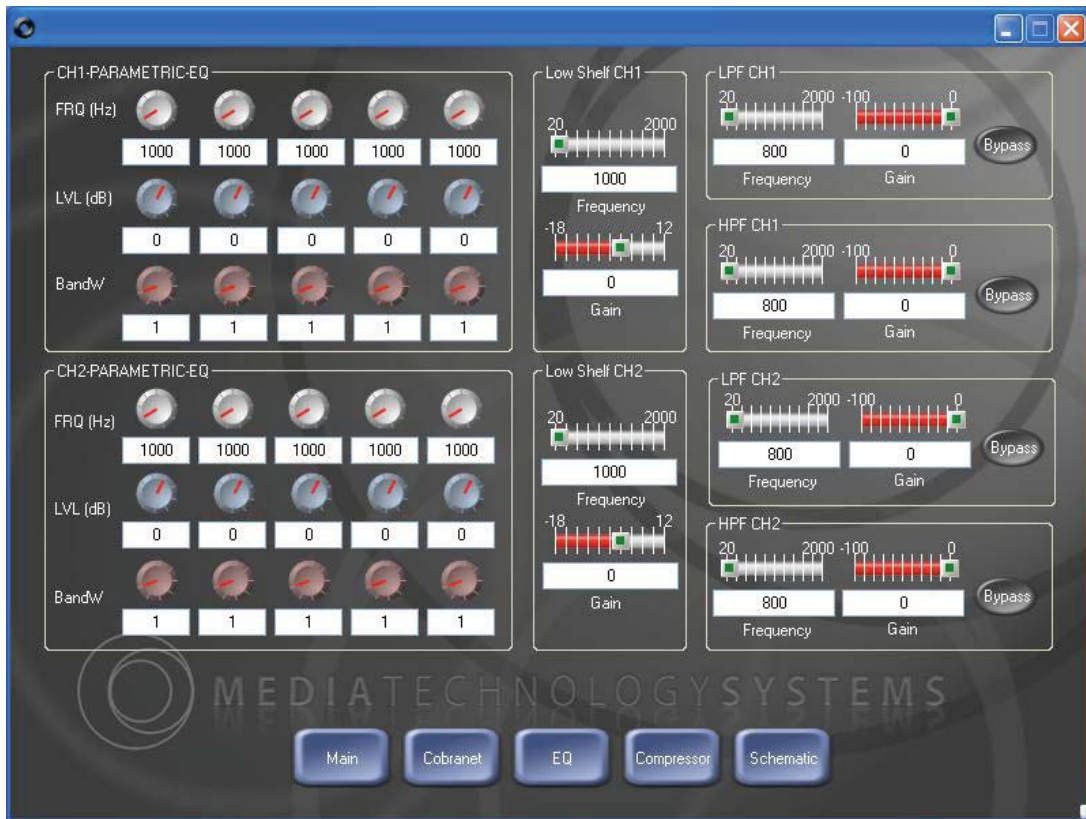 CH1-PARAMETRIC-EQ
FRQ (Hz)
1000 1000 1000 1000 1000
LVL (dB)
0 0 0 0 0
BandW
1 1 1 1 1
Low Shelf CH1
20 2000
1000
Frequency
-18 12
0
Gain
LPF CH1
20 2000 -100 0
800 0
Frequency Gain
Bypass
HPF CH1
20 2000 -100 0
800 0
Frequency Gain
Bypass
CH2-PARAMETRIC-EQ
FRQ (Hz)
1000 1000 1000 1000 1000
LVL (dB)
0 0 0 0 0
BandW
1 1 1 1 1
Low Shelf CH2
20 2000
1000
Frequency
-18 12
0
Gain
LPF CH2
20 2000 -100 0
800 0
Frequency Gain
Bypass
HPF CH2
20 2000 -100 0
800 0
Frequency Gain
Bypass
MEDIATECHNOLOGYSYSTEMS
Main Cobranet EQ Compressor Schematic